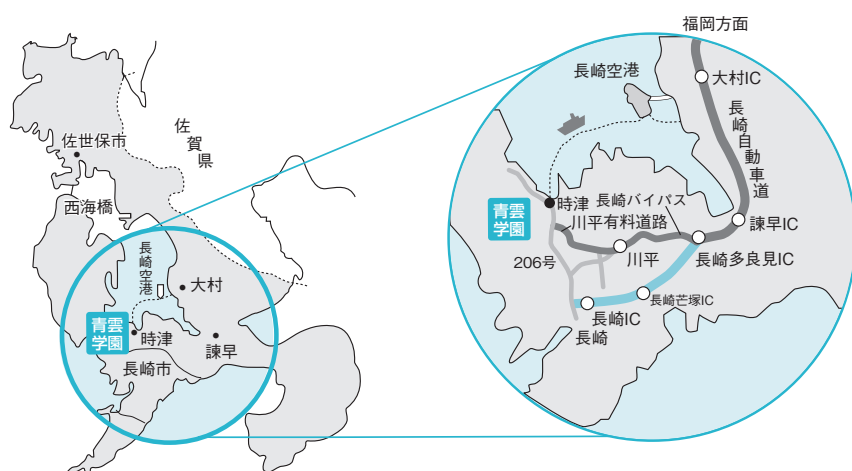 佐世保市
佐賀県
西海橋
長崎空港
大村
青雲
学園
時津
諫早
長崎市
福岡方面
長崎空港
大村IC
長崎自動車道
時津
長崎バイパス
青雲
学園
川平有料道路
諫早IC
206号
川平
長崎多良見IC
長崎芒塚IC
長崎IC
長崎